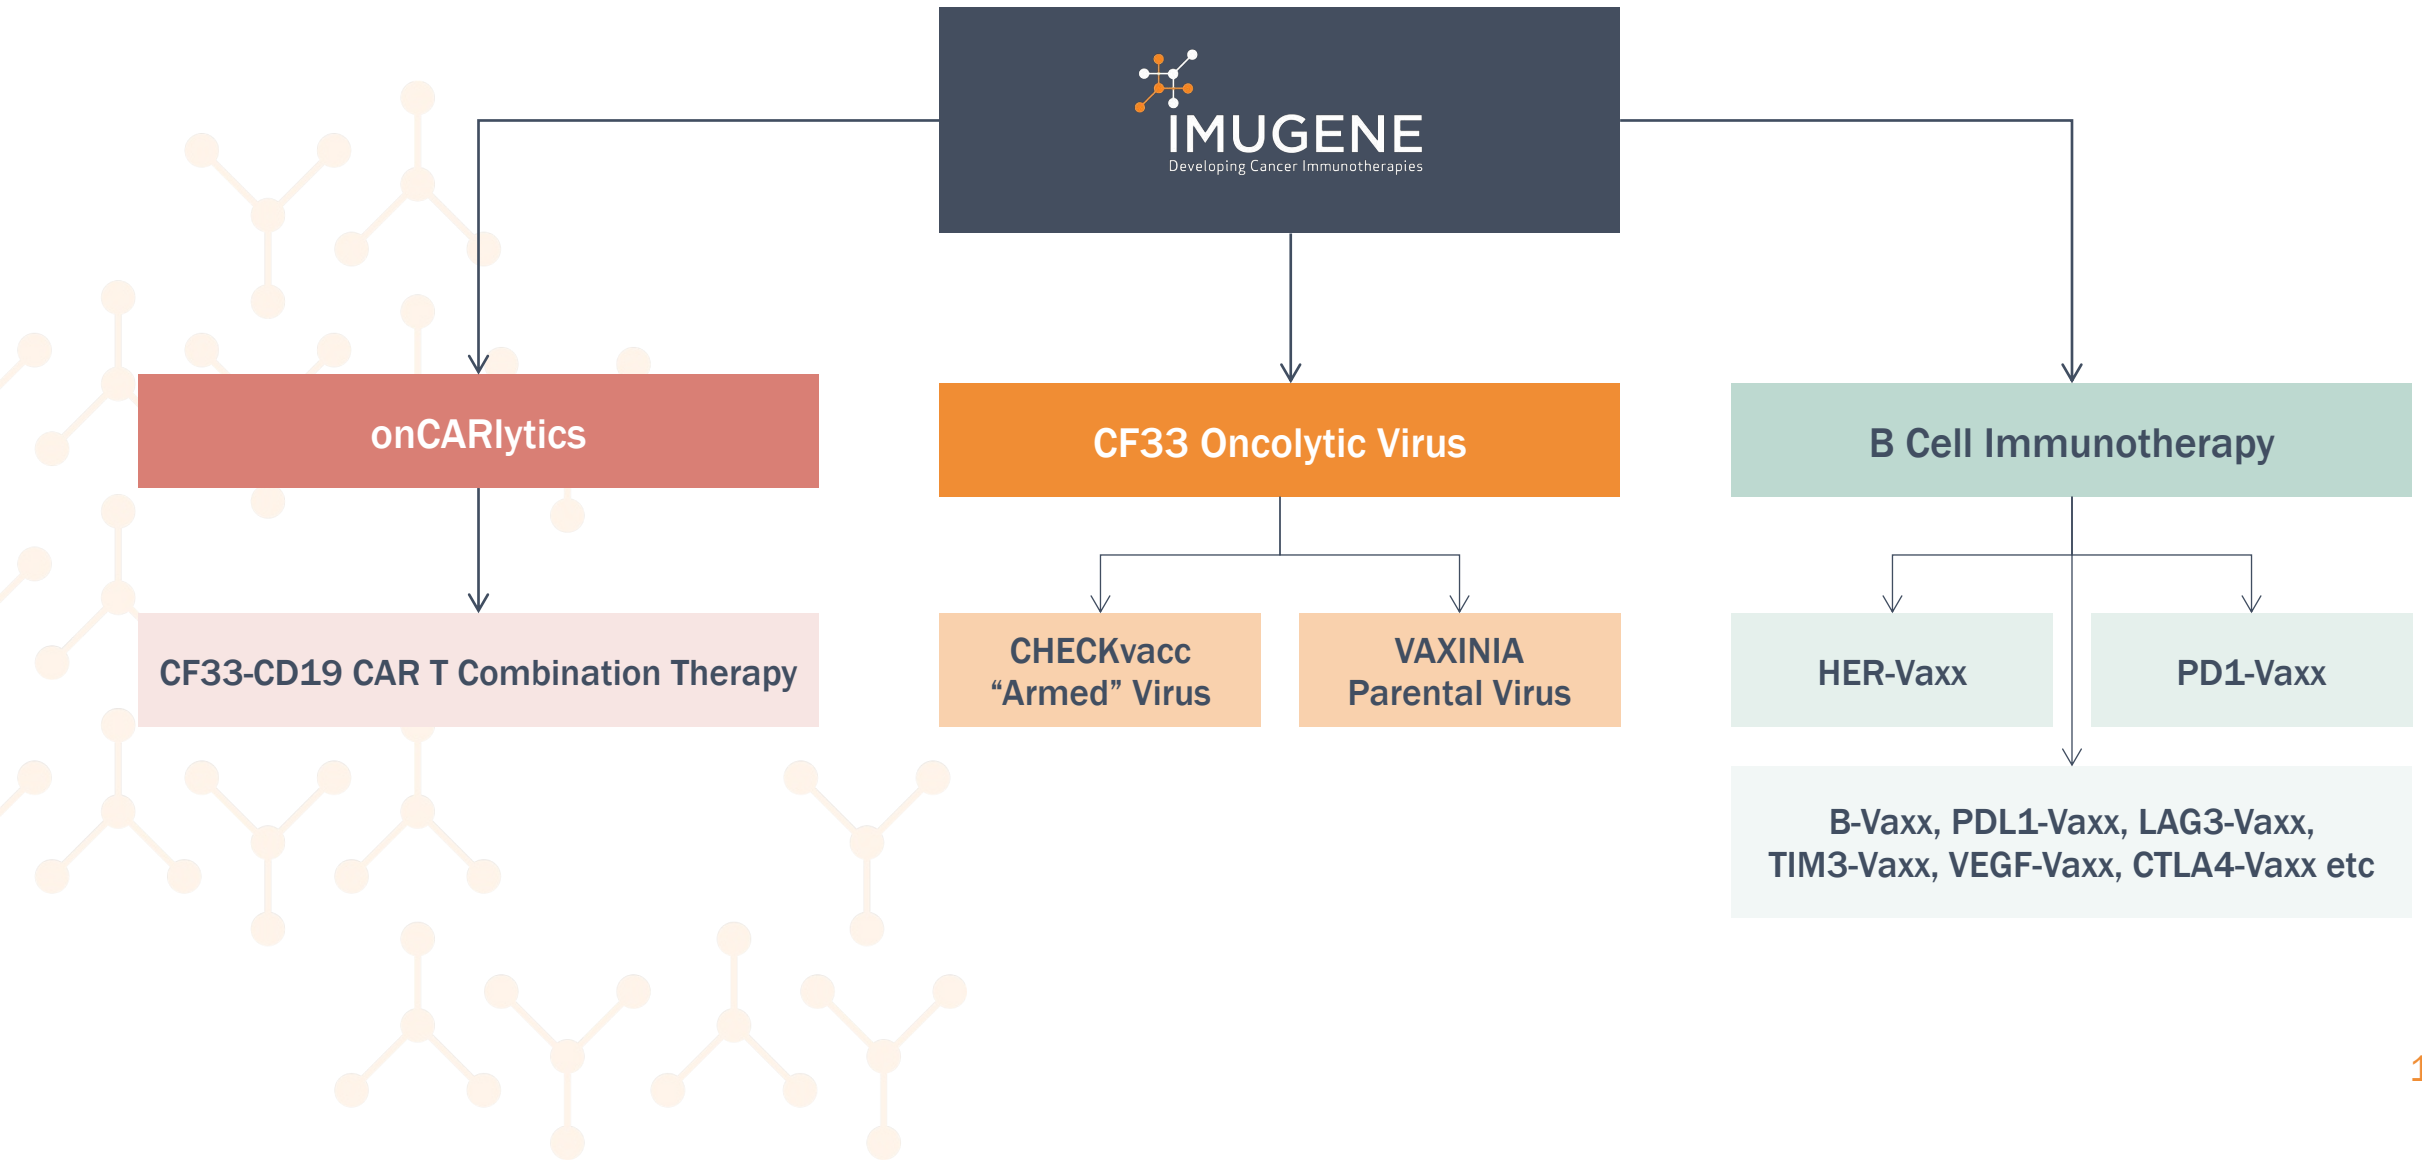 IMUGENE
Developing Cancer Immunotherapies
onCARlytics
CF33 Oncolytic Virus
B Cell Immunotherapy
CF33-CD19 CAR T Combination Therapy
CHECKvacc
“Armed” Virus
VAXINIA
Parental Virus
HER-Vaxx
PD1-Vaxx
B-Vaxx, PDL1-Vaxx, LAG3-Vaxx,
TIM3-Vaxx, VEGF-Vaxx, CTLA4-Vaxx etc
1